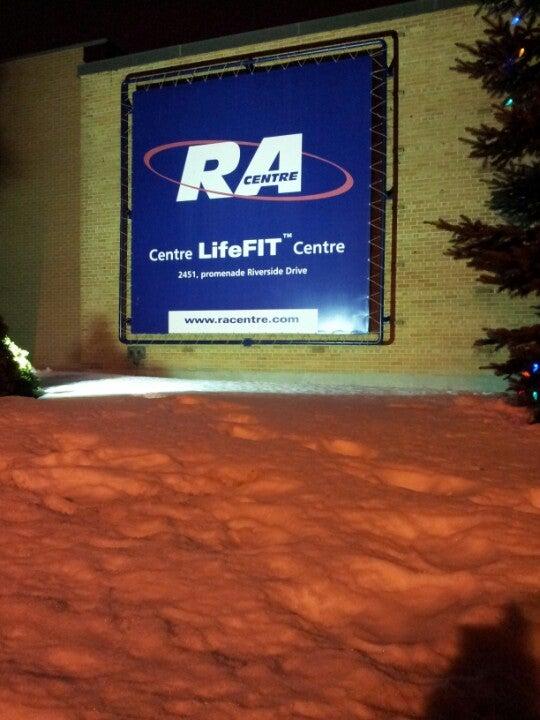 RA
CENTRE
Centre LifeFIT™ Centre
2451, promenade Riverside Drive
www.racentre.com